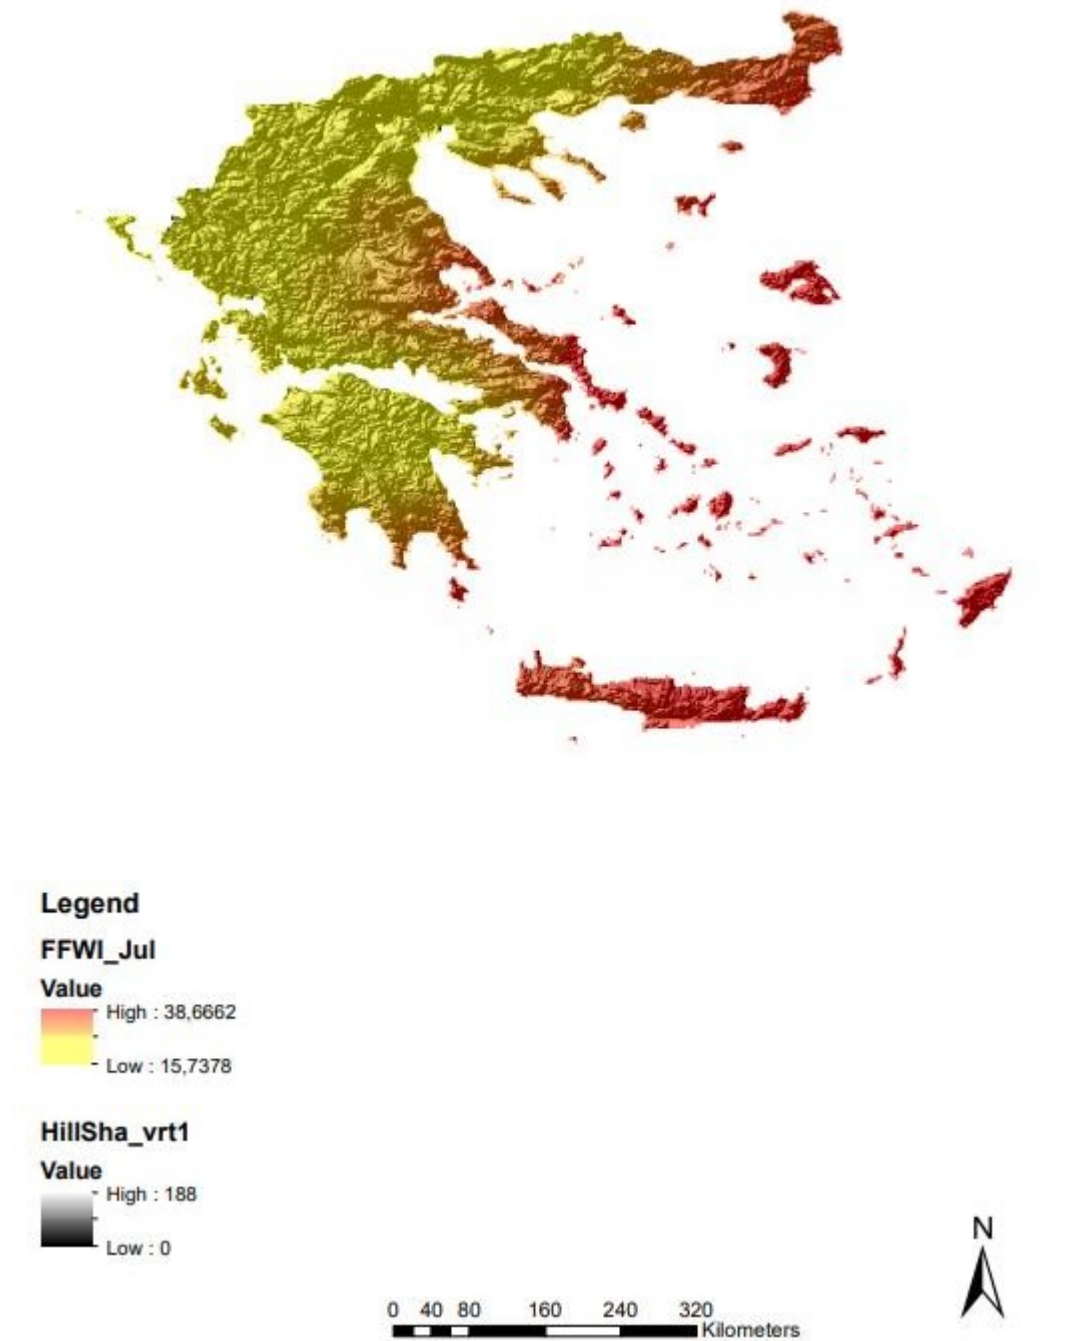 Legend
FFWI_Jul
Value
High : 38,6662
Low : 15,7378
HillSha_vrt1
Value
High : 188
Low : 0
N
0 40 80 160 240 320
Kilometers